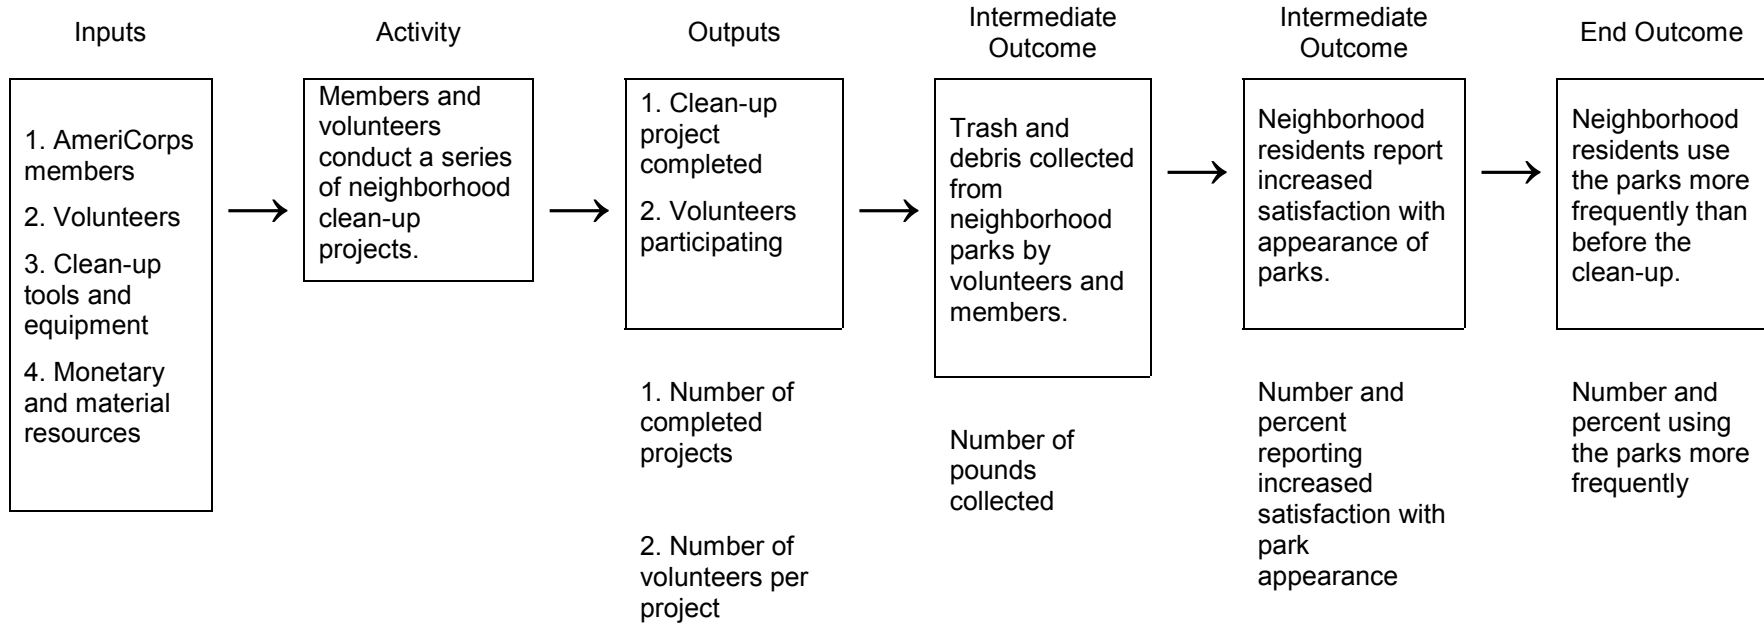 Inputs
1. AmeriCorps
members
2. Volunteers
3. Clean-up
tools and
equipment
4. Monetary
and material
resources
Activity
Members and
volunteers
conduct a series
of neighborhood
clean-up
projects.
Outputs
1. Clean-up
project
completed
2. Volunteers
participating
1. Number of
completed
projects
2. Number of
volunteers per
project
Intermediate
Outcome
Trash and
debris collected
from
neighborhood
parks by
volunteers and
members.
Number of
pounds
collected
Intermediate
Outcome
Neighborhood
residents report
increased
satisfaction with
appearance of
parks.
Number and
percent
reporting
increased
satisfaction with
park
appearance
End Outcome
Neighborhood
residents use
the parks more
frequently than
before the
clean-up.
Number and
percent using
the parks more
frequently